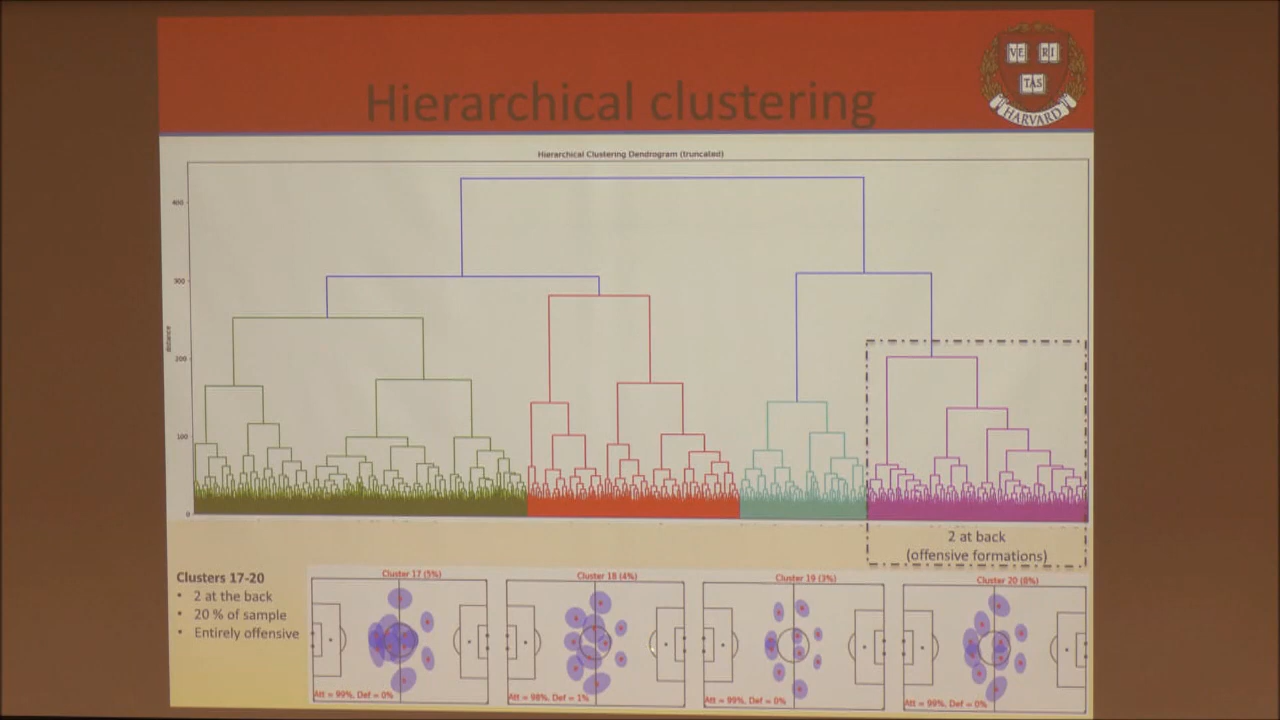 Hierarchical clustering
VE RI
TAS
HARVARD
Hierarchical Clustering Dendrogram (truncated)
400
300
200
100
0
distance
2 at back
(offensive formations)
Clusters 17-20
• 2 at the back
• 20 % of sample
• Entirely offensive
Cluster 17 (5%)
Att = 99%, Def = 0%
Cluster 18 (4%)
Att = 98%, Def = 1%
Cluster 19 (3%)
Att = 99%, Def = 0%
Cluster 20 (8%)
Att = 99%, Def = 0%